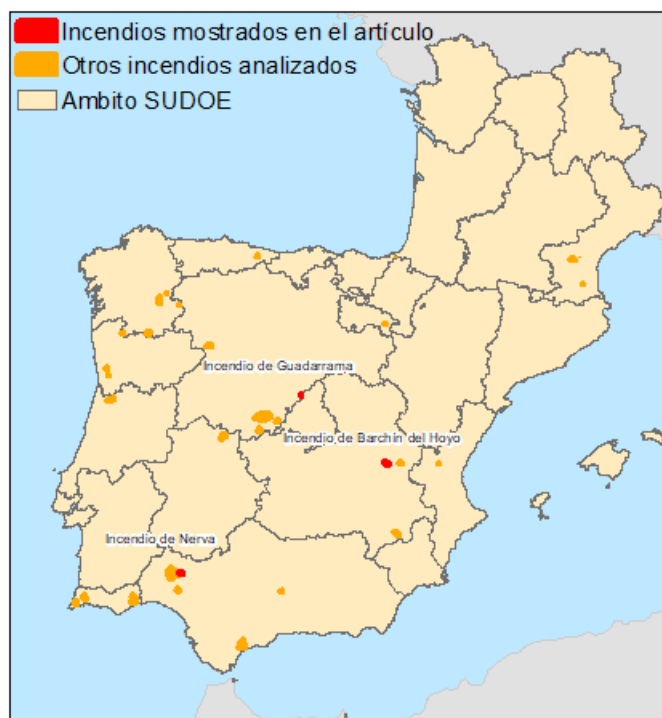 Incendios mostrados en el artículo
Otros incendios analizados
Ambito SUDOE
Incendio de Guadarrama
Incendio de Barchín del Hoyo
Incendio de Nerva